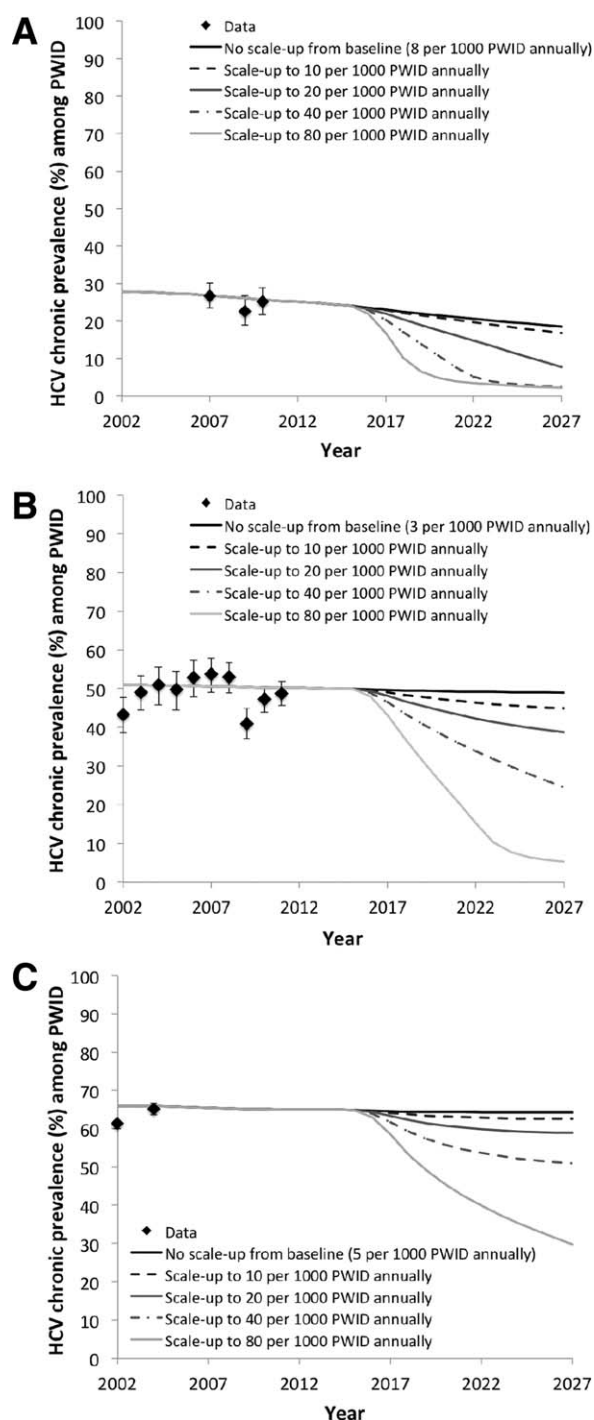 A
HCV chronic prevalence (%) among PWID
100
90
80
70
60
50
40
30
20
10
0
Data
No scale-up from baseline (8 per 1000 PWID annually)
Scale-up to 10 per 1000 PWID annually
Scale-up to 20 per 1000 PWID annually
Scale-up to 40 per 1000 PWID annually
Scale-up to 80 per 1000 PWID annually
2002 2007 2012 2017 2022 2027
Year
B
HCV chronic prevalence (%) among PWID
100
90
80
70
60
50
40
30
20
10
0
Data
No scale-up from baseline (3 per 1000 PWID annually)
Scale-up to 10 per 1000 PWID annually
Scale-up to 20 per 1000 PWID annually
Scale-up to 40 per 1000 PWID annually
Scale-up to 80 per 1000 PWID annually
2002 2007 2012 2017 2022 2027
Year
C
HCV chronic prevalence (%) among PWID
100
90
80
70
60
50
40
30
20
10
0
Data
No scale-up from baseline (5 per 1000 PWID annually)
Scale-up to 10 per 1000 PWID annually
Scale-up to 20 per 1000 PWID annually
Scale-up to 40 per 1000 PWID annually
Scale-up to 80 per 1000 PWID annually
2002 2007 2012 2017 2022 2027
Year